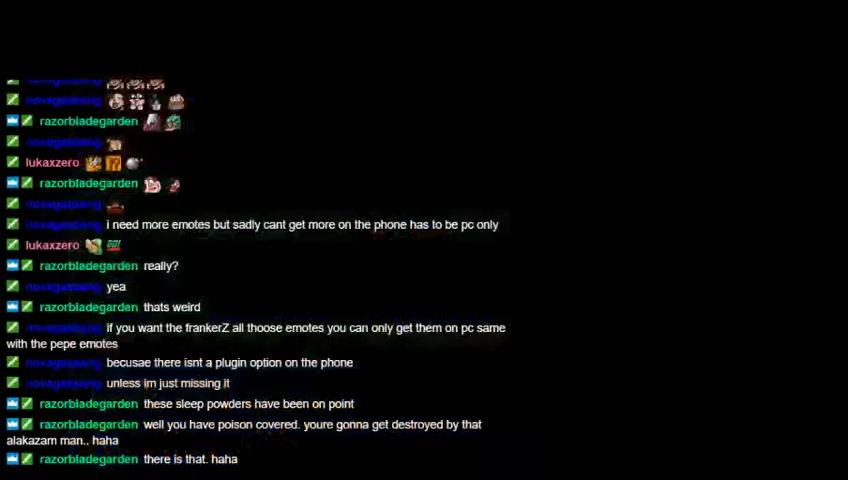 razorbladegarden
lukaxzero
razorbladegarden
i need more emotes but sadly cant get more on the phone has to be pc only
lukaxzero GO!
razorbladegarden really?
yea
razorbladegarden thats weird
if you want the frankerZ all thoose emotes you can only get them on pc same
with the pepe emotes
becusae there isnt a plugin option on the phone
unless im just missing it
razorbladegarden these sleep powders have been on point
razorbladegarden well you have poison covered. youre gonna get destroyed by that
alakazam man.. haha
razorbladegarden there is that. haha